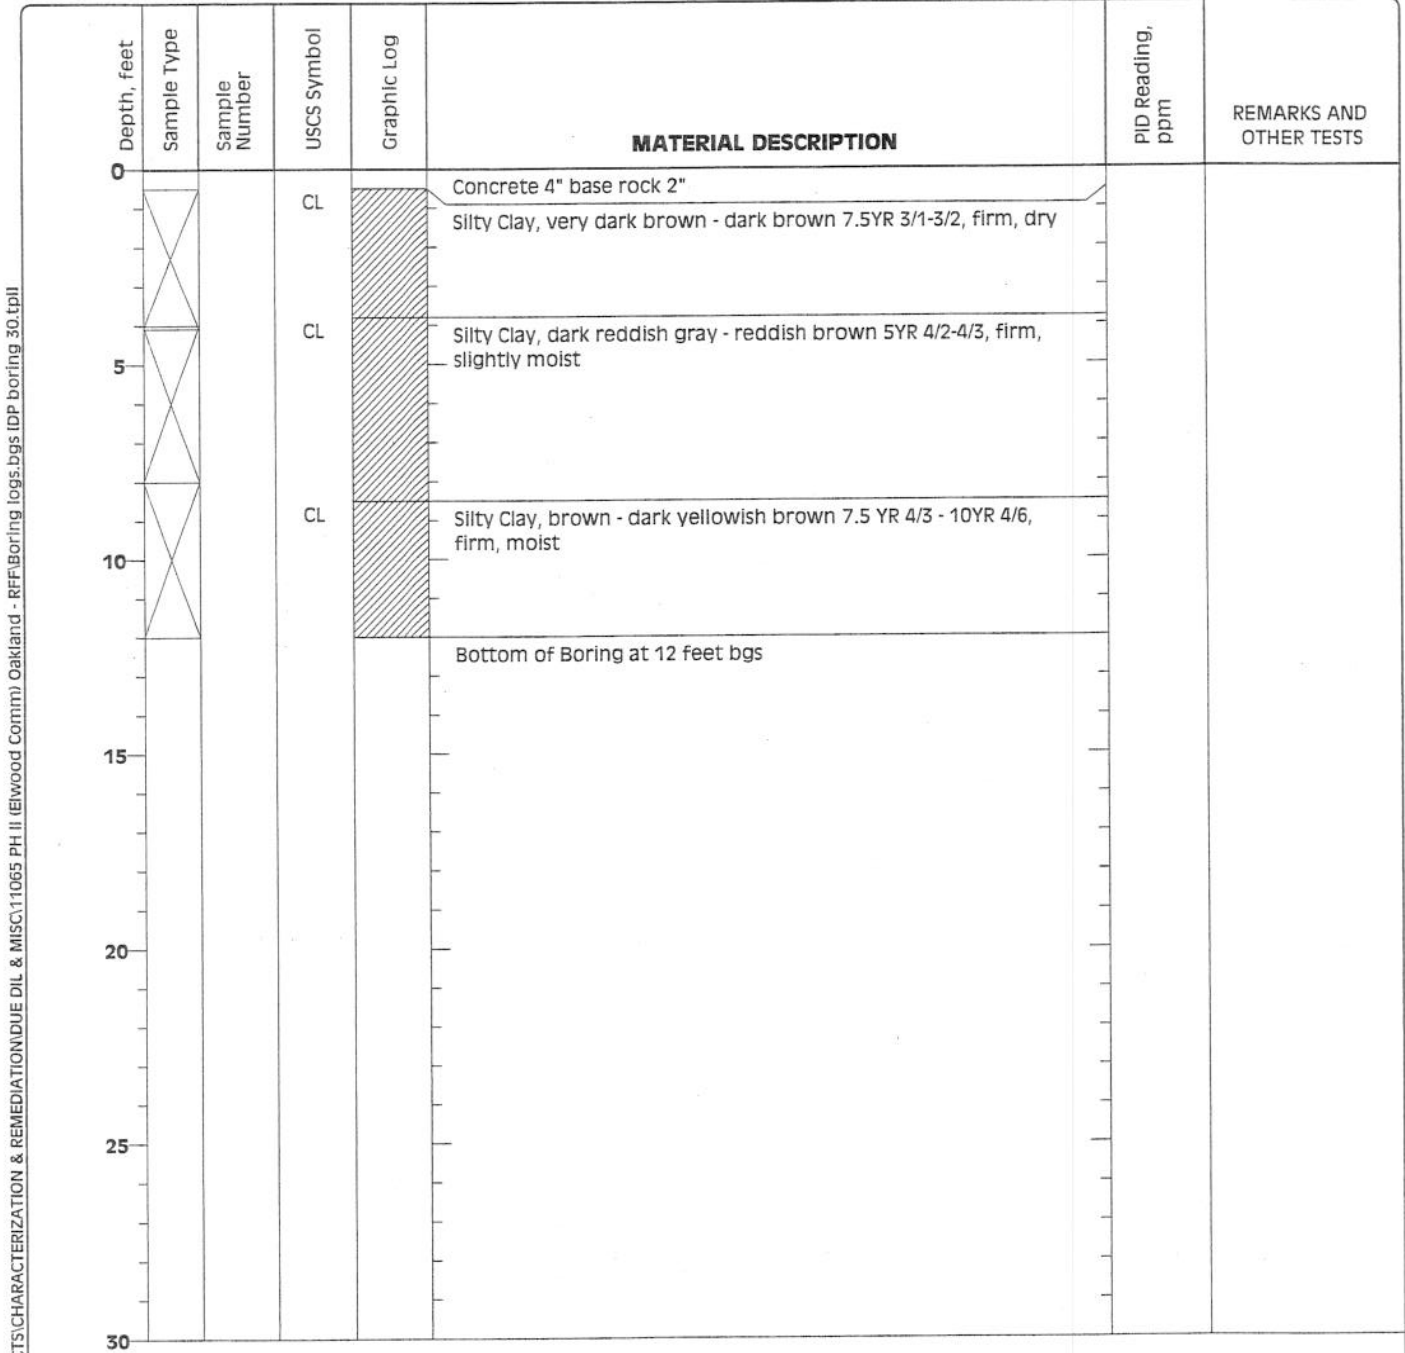 Depth, feet
Sample Type
Sample
Number
USCS Symbol
Graphic Log
MATERIAL DESCRIPTION
PID Reading,
ppm
REMARKS AND
OTHER TESTS
0
Concrete 4" base rock 2"
CL
Silty Clay, very dark brown - dark brown 7.5YR 3/1-3/2, firm, dry
CL
Silty Clay, dark reddish gray - reddish brown 5YR 4/2-4/3, firm,
slightly moist
5
CL
Silty Clay, brown - dark yellowish brown 7.5 YR 4/3 - 10YR 4/6,
firm, moist
10
Bottom of Boring at 12 feet bgs
15
20
25
30
CTS\CHARACTERIZATION & REMEDIATION\DUE DIL & MISC\11065 PH II (Elwood Comm) Oakland - RFF\Boring logs.bgs [DP boring 30.tpl]